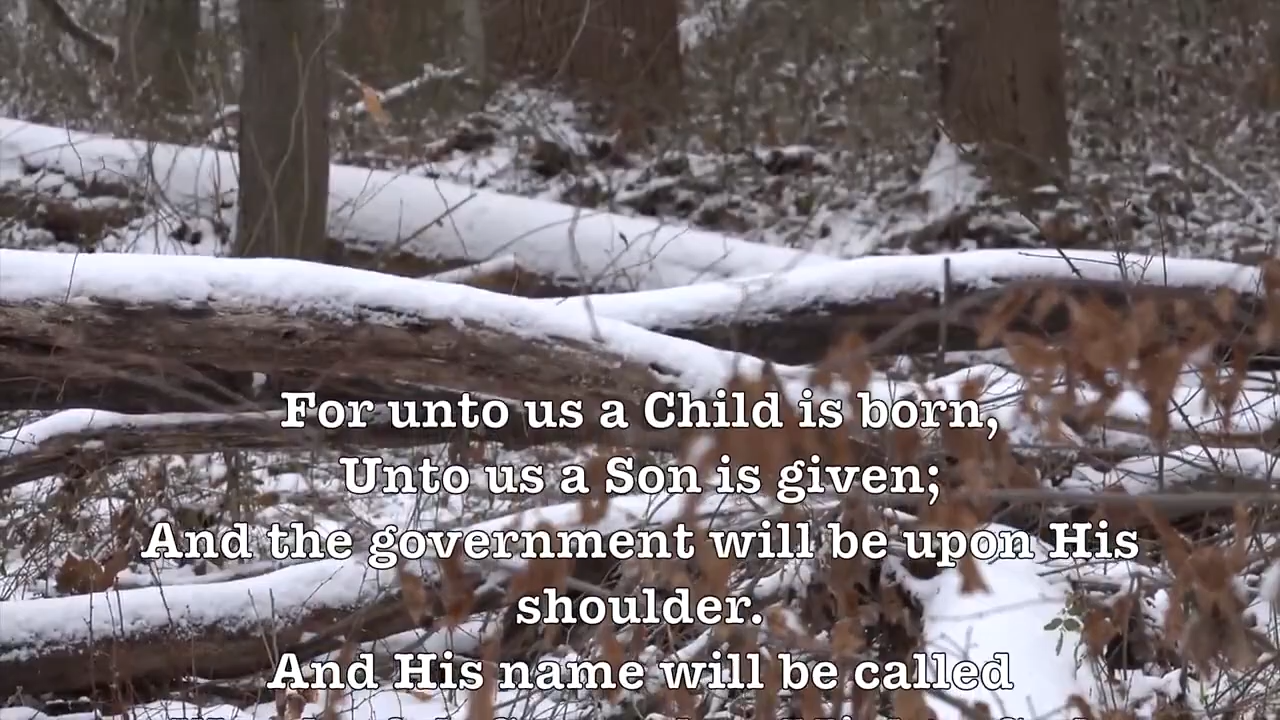 For unto us a Child is born,
Unto us a Son is given;
And the government will be upon His
shoulder.
And His name will be called